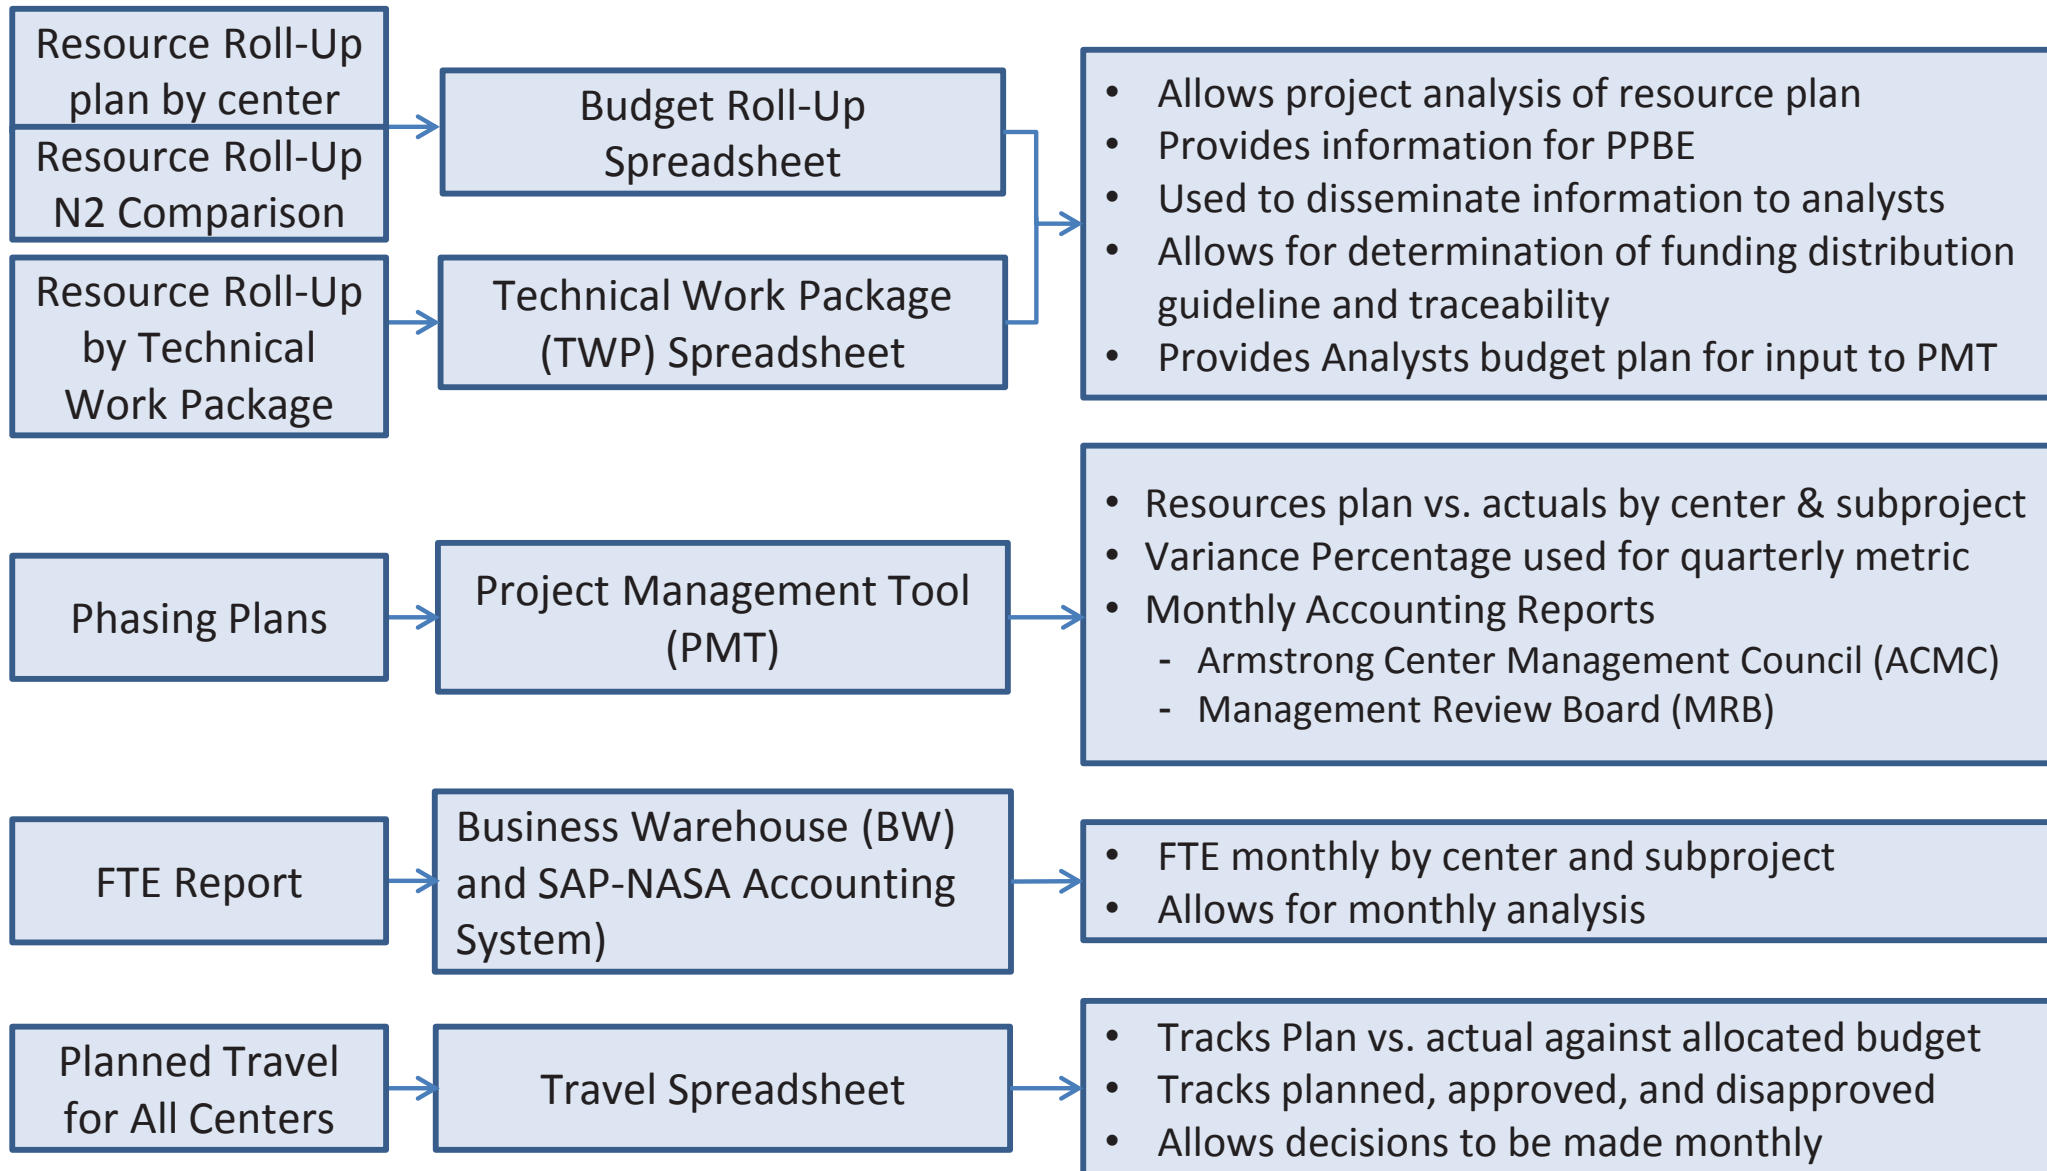 Resource Roll-Up
plan by center
Resource Roll-Up
N2 Comparison
Budget Roll-Up
Spreadsheet
Resource Roll-Up
by Technical
Work Package
Technical Work Package
(TWP) Spreadsheet
• Allows project analysis of resource plan
• Provides information for PPBE
• Used to disseminate information to analysts
• Allows for determination of funding distribution
guideline and traceability
• Provides Analysts budget plan for input to PMT
Phasing Plans
Project Management Tool
(PMT)
• Resources plan vs. actuals by center & subproject
• Variance Percentage used for quarterly metric
• Monthly Accounting Reports
- Armstrong Center Management Council (ACMC)
- Management Review Board (MRB)
FTE Report
Business Warehouse (BW)
and SAP-NASA Accounting
System)
• FTE monthly by center and subproject
• Allows for monthly analysis
Planned Travel
for All Centers
Travel Spreadsheet
• Tracks Plan vs. actual against allocated budget
• Tracks planned, approved, and disapproved
• Allows decisions to be made monthly